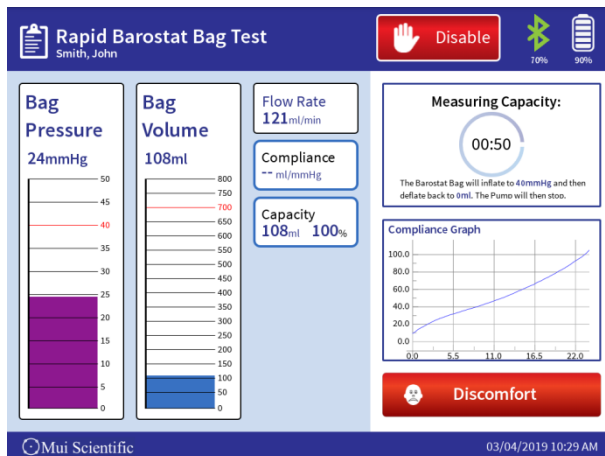 Rapid Barostat Bag Test
Smith, John
Disable
70%
90%
Bag
Pressure
24mmHg
50
45
40
35
30
25
20
15
10
5
0
Bag
Volume
108ml
800
750
700
650
600
550
500
450
400
350
300
250
200
150
100
50
0
Flow Rate
121ml/min
Compliance
-- ml/mmHg
Capacity
108ml 100%
Measuring Capacity:
00:50
The Barostat Bag will inflate to 40mmHg and then
deflate back to 0ml. The Pump will then stop.
Compliance Graph
100.0
80.0
60.0
40.0
20.0
0.0
0.0 5.5 11.0 16.5 22.0
Discomfort
Mui Scientific
03/04/2019 10:29 AM